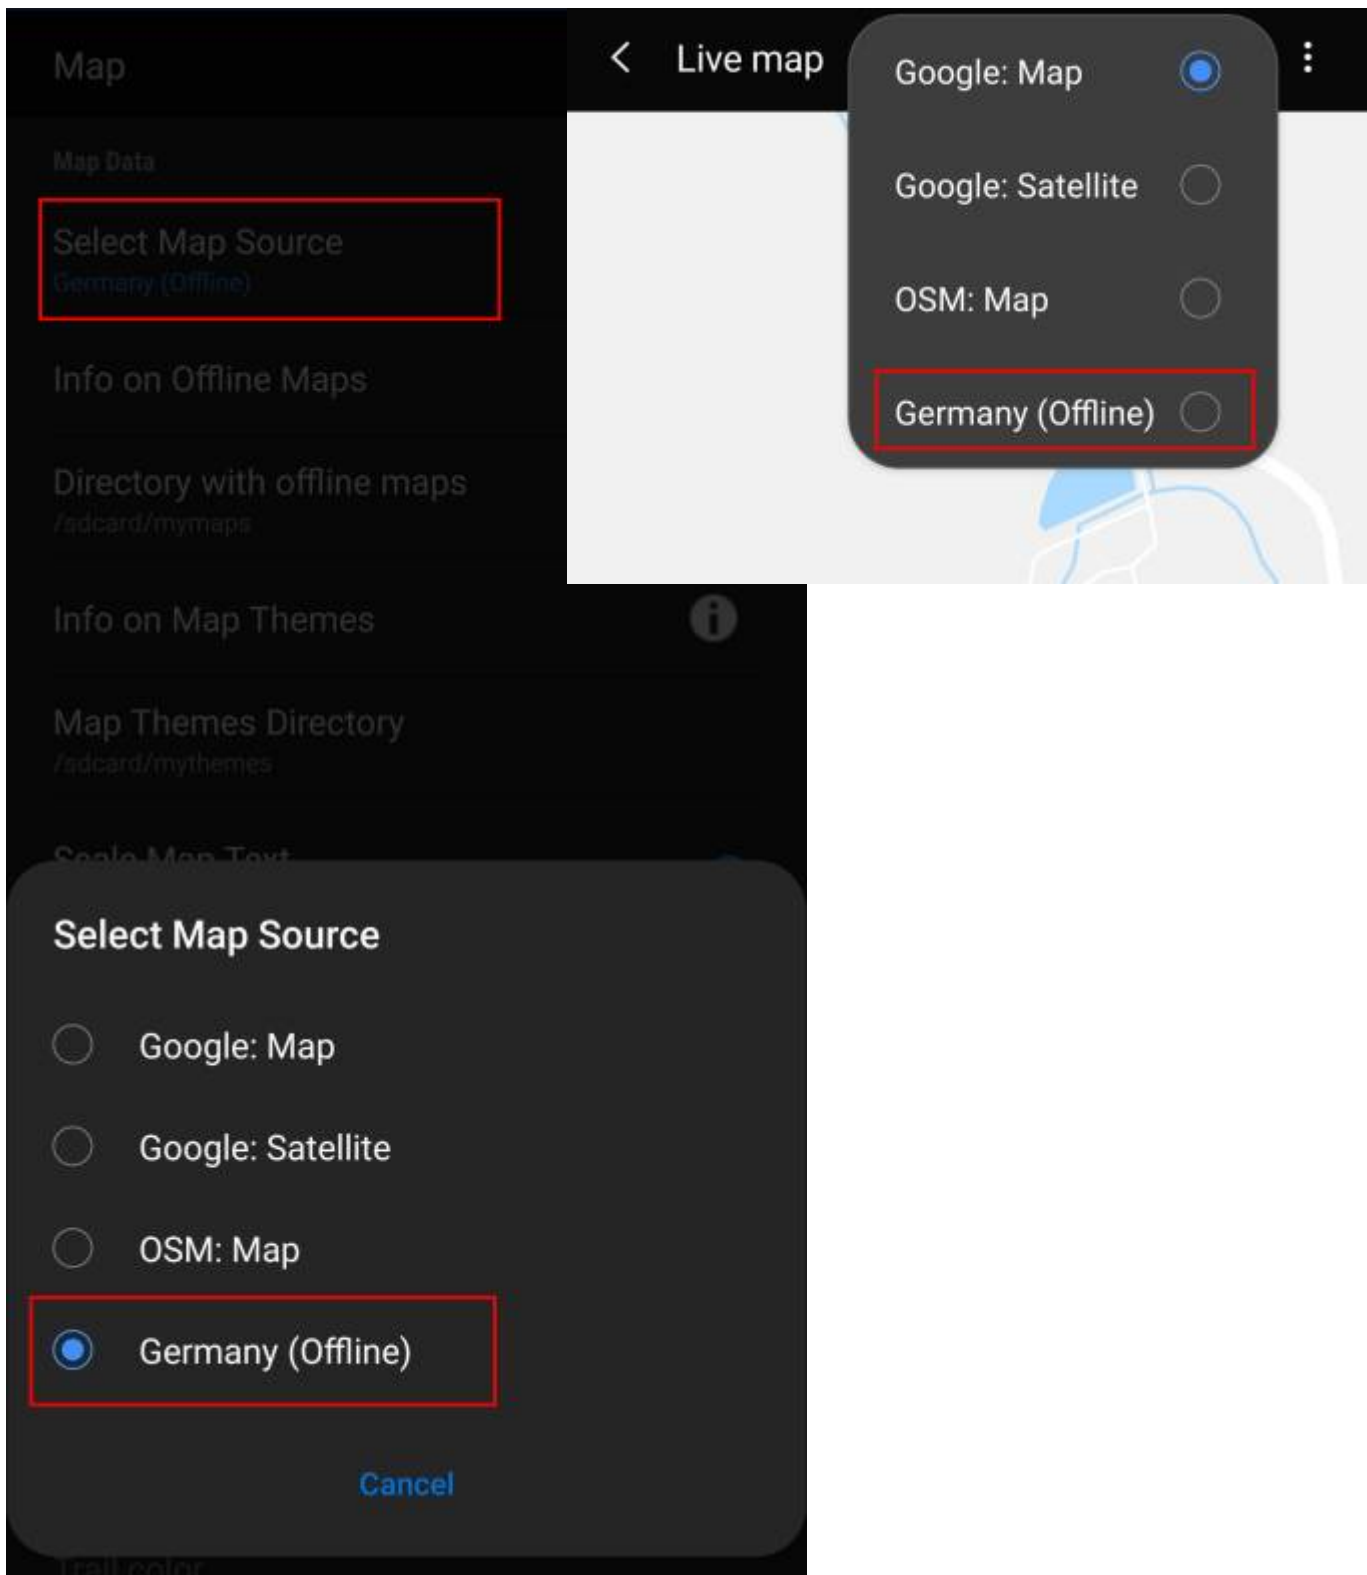 Map
Map Data
Select Map Source
Germany (Offline)
Info on Offline Maps
Directory with offline maps
/sdcard/mymaps
Info on Map Themes
Map Themes Directory
/sdcard/mythemes
Scale Map Text
Select Map Source
Google: Map
Google: Satellite
OSM: Map
Germany (Offline)
Cancel
Trail color
Live map
Google: Map
Google: Satellite
OSM: Map
Germany (Offline)